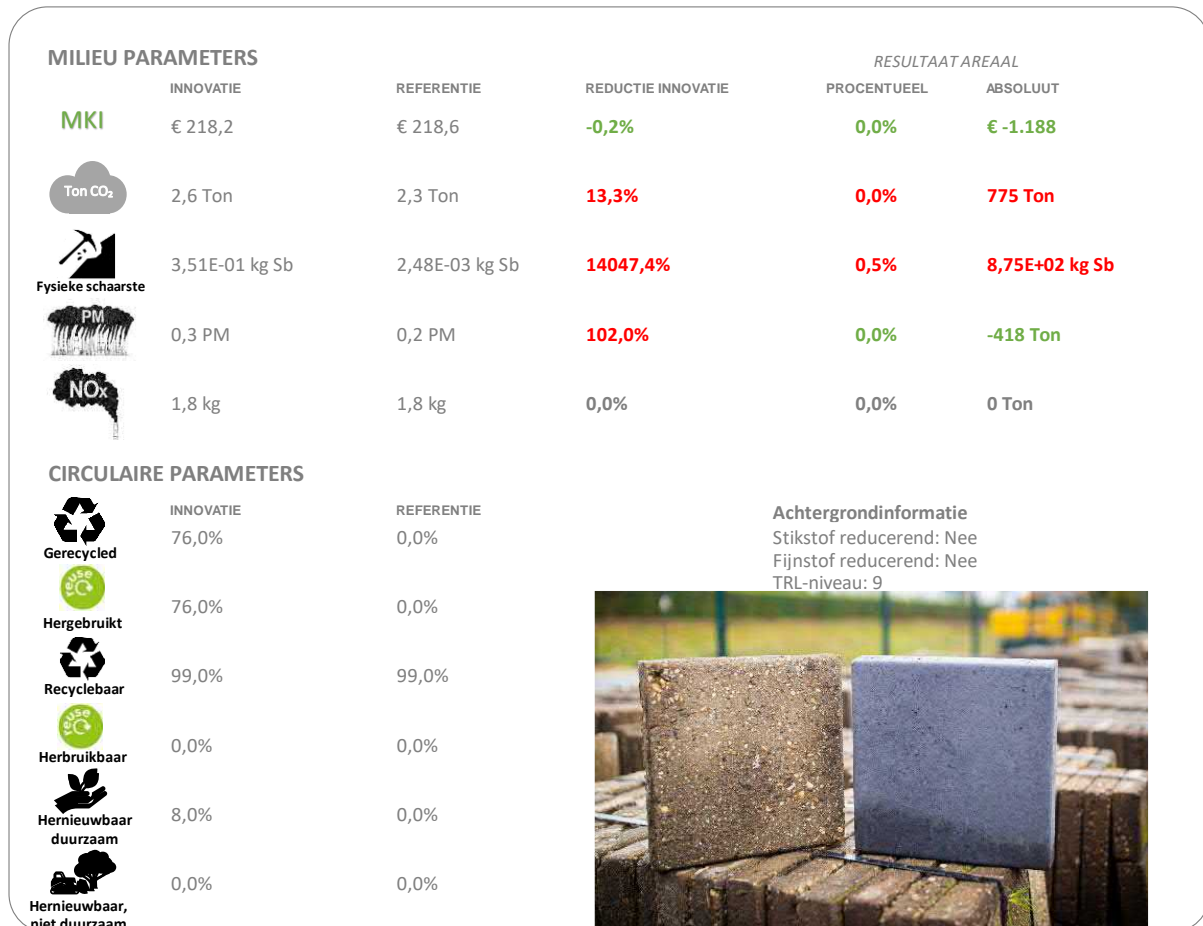 MILIEU PARAMETERS
RESULTAAT AREAAL
INNOVATIE REFERENTIE REDUCTIE INNOVATIE PROCENTUEEL ABSOLUUT
MKI € 218,2 € 218,6 -0,2% 0,0% € -1.188
Ton CO₂ 2,6 Ton 2,3 Ton 13,3% 0,0% 775 Ton
3,51E-01 kg Sb 2,48E-03 kg Sb 14047,4% 0,5% 8,75E+02 kg Sb
Fysieke schaarste
PM 0,3 PM 0,2 PM 102,0% 0,0% -418 Ton
NOx 1,8 kg 1,8 kg 0,0% 0,0% 0 Ton
CIRCULAIRE PARAMETERS
INNOVATIE REFERENTIE
76,0% 0,0%
Gerecycled
reuse
76,0% 0,0%
Hergebruikt
99,0% 99,0%
Recyclebaar
reuse
0,0% 0,0%
Herbruikbaar
8,0% 0,0%
Hernieuwbaar
duurzaam
0,0% 0,0%
Hernieuwbaar,
niet duurzaam
Achtergrondinformatie
Stikstof reducerend: Nee
Fijnstof reducerend: Nee
TRL-niveau: 9